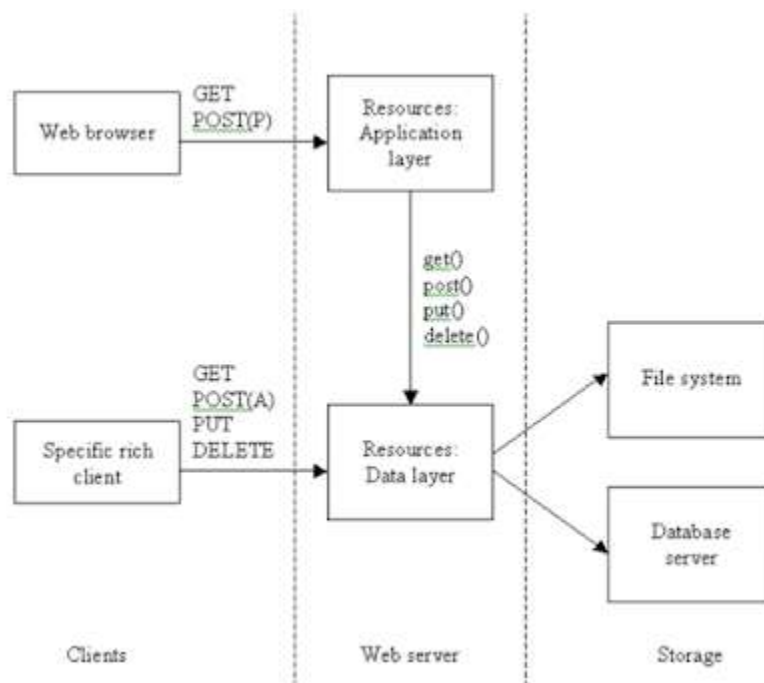 GET
POST(P)
Web browser
Resources:
Application
layer
get()
post()
put()
delete()
File system
GET
POST(A)
PUT
DELETE
Specific rich
client
Resources:
Data layer
Database
server
Clients
Web server
Storage